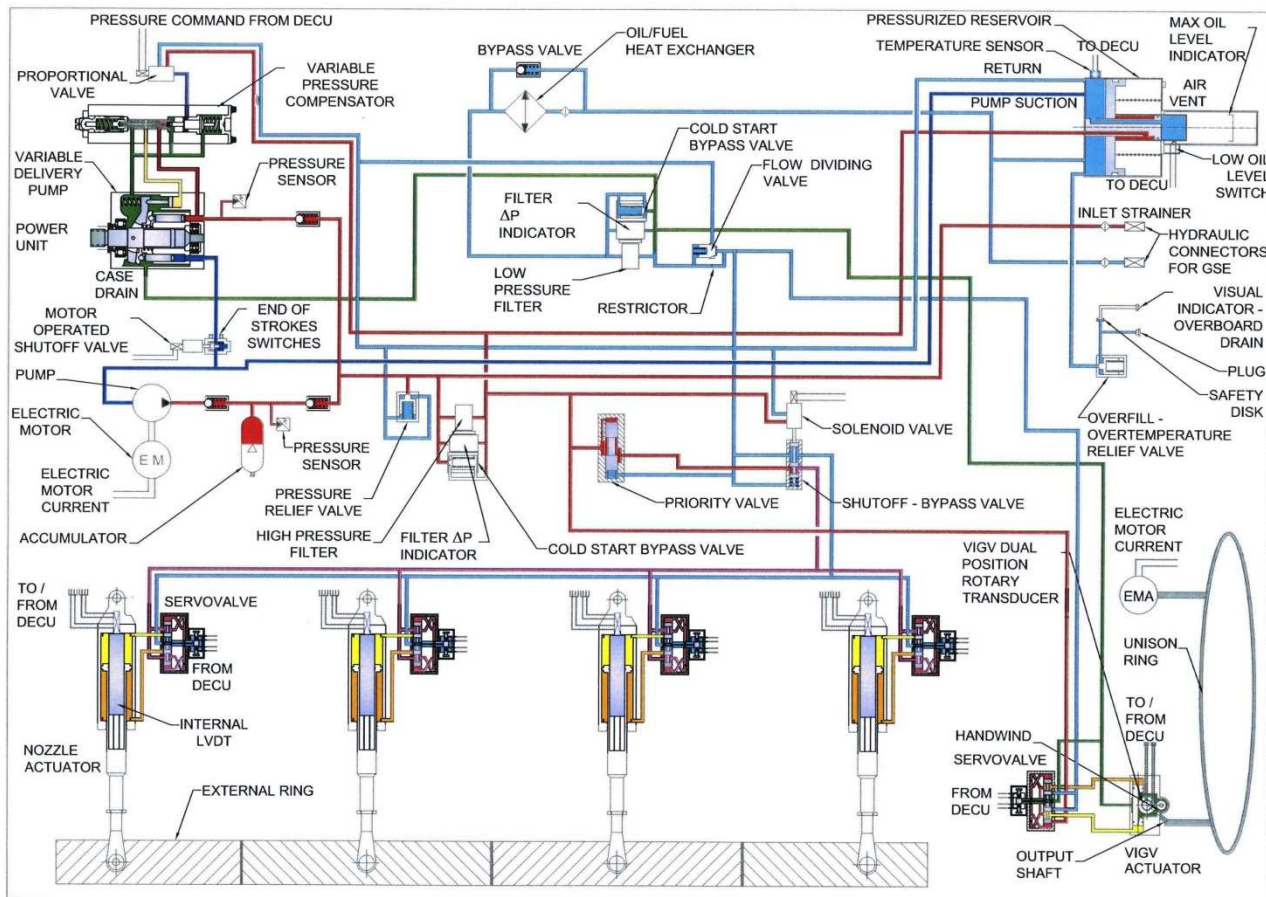 PRESSURE COMMAND FROM DECU
PROPORTIONAL
VALVE
VARIABLE
PRESSURE
COMPENSATOR
VARIABLE
DELIVERY
PUMP
PRESSURE
SENSOR
POWER
UNIT
CASE
DRAIN
MOTOR
OPERATED
SHUTOFF VALVE
END OF
STROKES
SWITCHES
PUMP
ELECTRIC
MOTOR
EM
ELECTRIC
MOTOR
CURRENT
ACCUMULATOR
PRESSURE
SENSOR
BYPASS VALVE
OIL/FUEL
HEAT EXCHANGER
COLD START
BYPASS VALVE
FLOW DIVIDING
VALVE
FILTER
ΔP
INDICATOR
LOW
PRESSURE
FILTER
RESTRICTOR
PRESSURIZED RESERVOIR
TEMPERATURE SENSOR
TO DECU
MAX OIL
LEVEL
INDICATOR
RETURN
AIR
VENT
PUMP SUCTION
TO DECU
LOW OIL
LEVEL
SWITCH
INLET STRAINER
HYDRAULIC
CONNECTORS
FOR GSE
VISUAL
INDICATOR -
OVERBOARD
DRAIN
PLUG
SAFETY
DISK
OVERFILL -
OVERTEMPERATURE
RELIEF VALVE
PRESSURE
RELIEF VALVE
HIGH PRESSURE
FILTER
FILTER ΔP
INDICATOR
COLD START BYPASS VALVE
PRIORITY VALVE
SOLENOID VALVE
SHUTOFF - BYPASS VALVE
TO /
FROM
DECU
SERVOVALVE
FROM
DECU
INTERNAL
LVDT
NOZZLE
ACTUATOR
EXTERNAL RING
VIGV DUAL
POSITION
ROTARY
TRANSDUCER
ELECTRIC
MOTOR
CURRENT
EMA
UNISON
RING
TO /
FROM
DECU
HANDWIND
SERVOVALVE
FROM
DECU
OUTPUT
SHAFT
VIGV
ACTUATOR